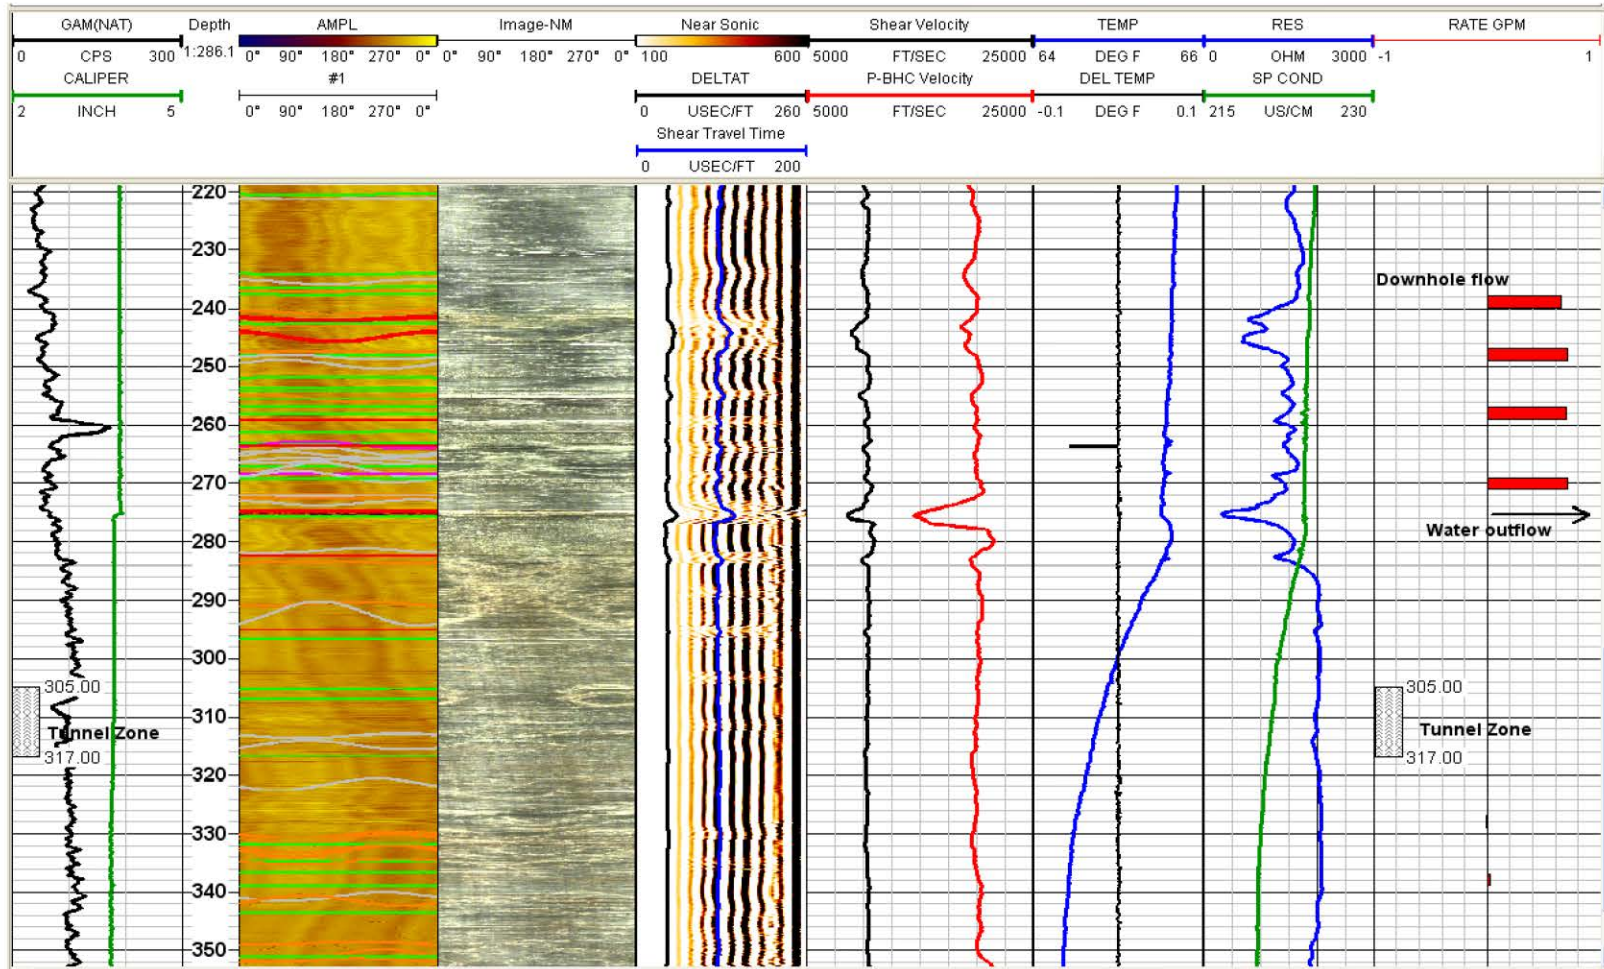 GAM(NAT) Depth AMPL Image-NM Near Sonic Shear Velocity TEMP RES RATE GPM
0 CPS 300 1:286.1 0° 90° 180° 270° 0° 0° 90° 180° 270° 0° 100 600 5000 FT/SEC 25000 64 DEG F 66 0 OHM 3000 -1 1
CALIPER #1 DELTAT P-BHC Velocity DEL TEMP SP COND
2 INCH 5 0° 90° 180° 270° 0° 0 USEC/FT 260 5000 FT/SEC 25000 -0.1 DEG F 0.1 215 US/CM 230
Shear Travel Time
0 USEC/FT 200
220
230
Downhole flow
240
250
260
270
Water outflow
280
290
300
305.00 305.00
310
Tunnel Zone Tunnel Zone
317.00 317.00
320
330
340
350